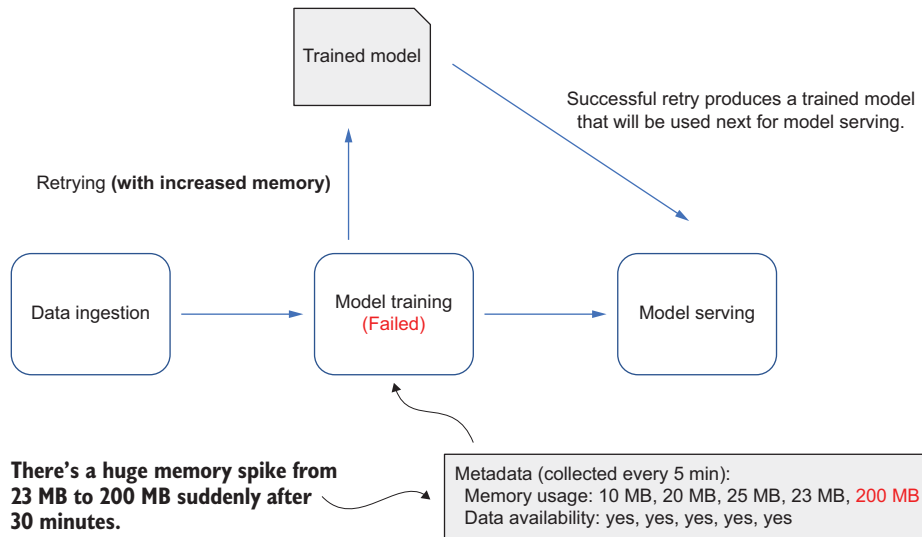 Trained model
Successful retry produces a trained model
that will be used next for model serving.
Retrying (with increased memory)
Data ingestion
Model training
(Failed)
Model serving
There's a huge memory spike from
23 MB to 200 MB suddenly after
30 minutes.
Metadata (collected every 5 min):
Memory usage: 10 MB, 20 MB, 25 MB, 23 MB, 200 MB
Data availability: yes, yes, yes, yes, yes